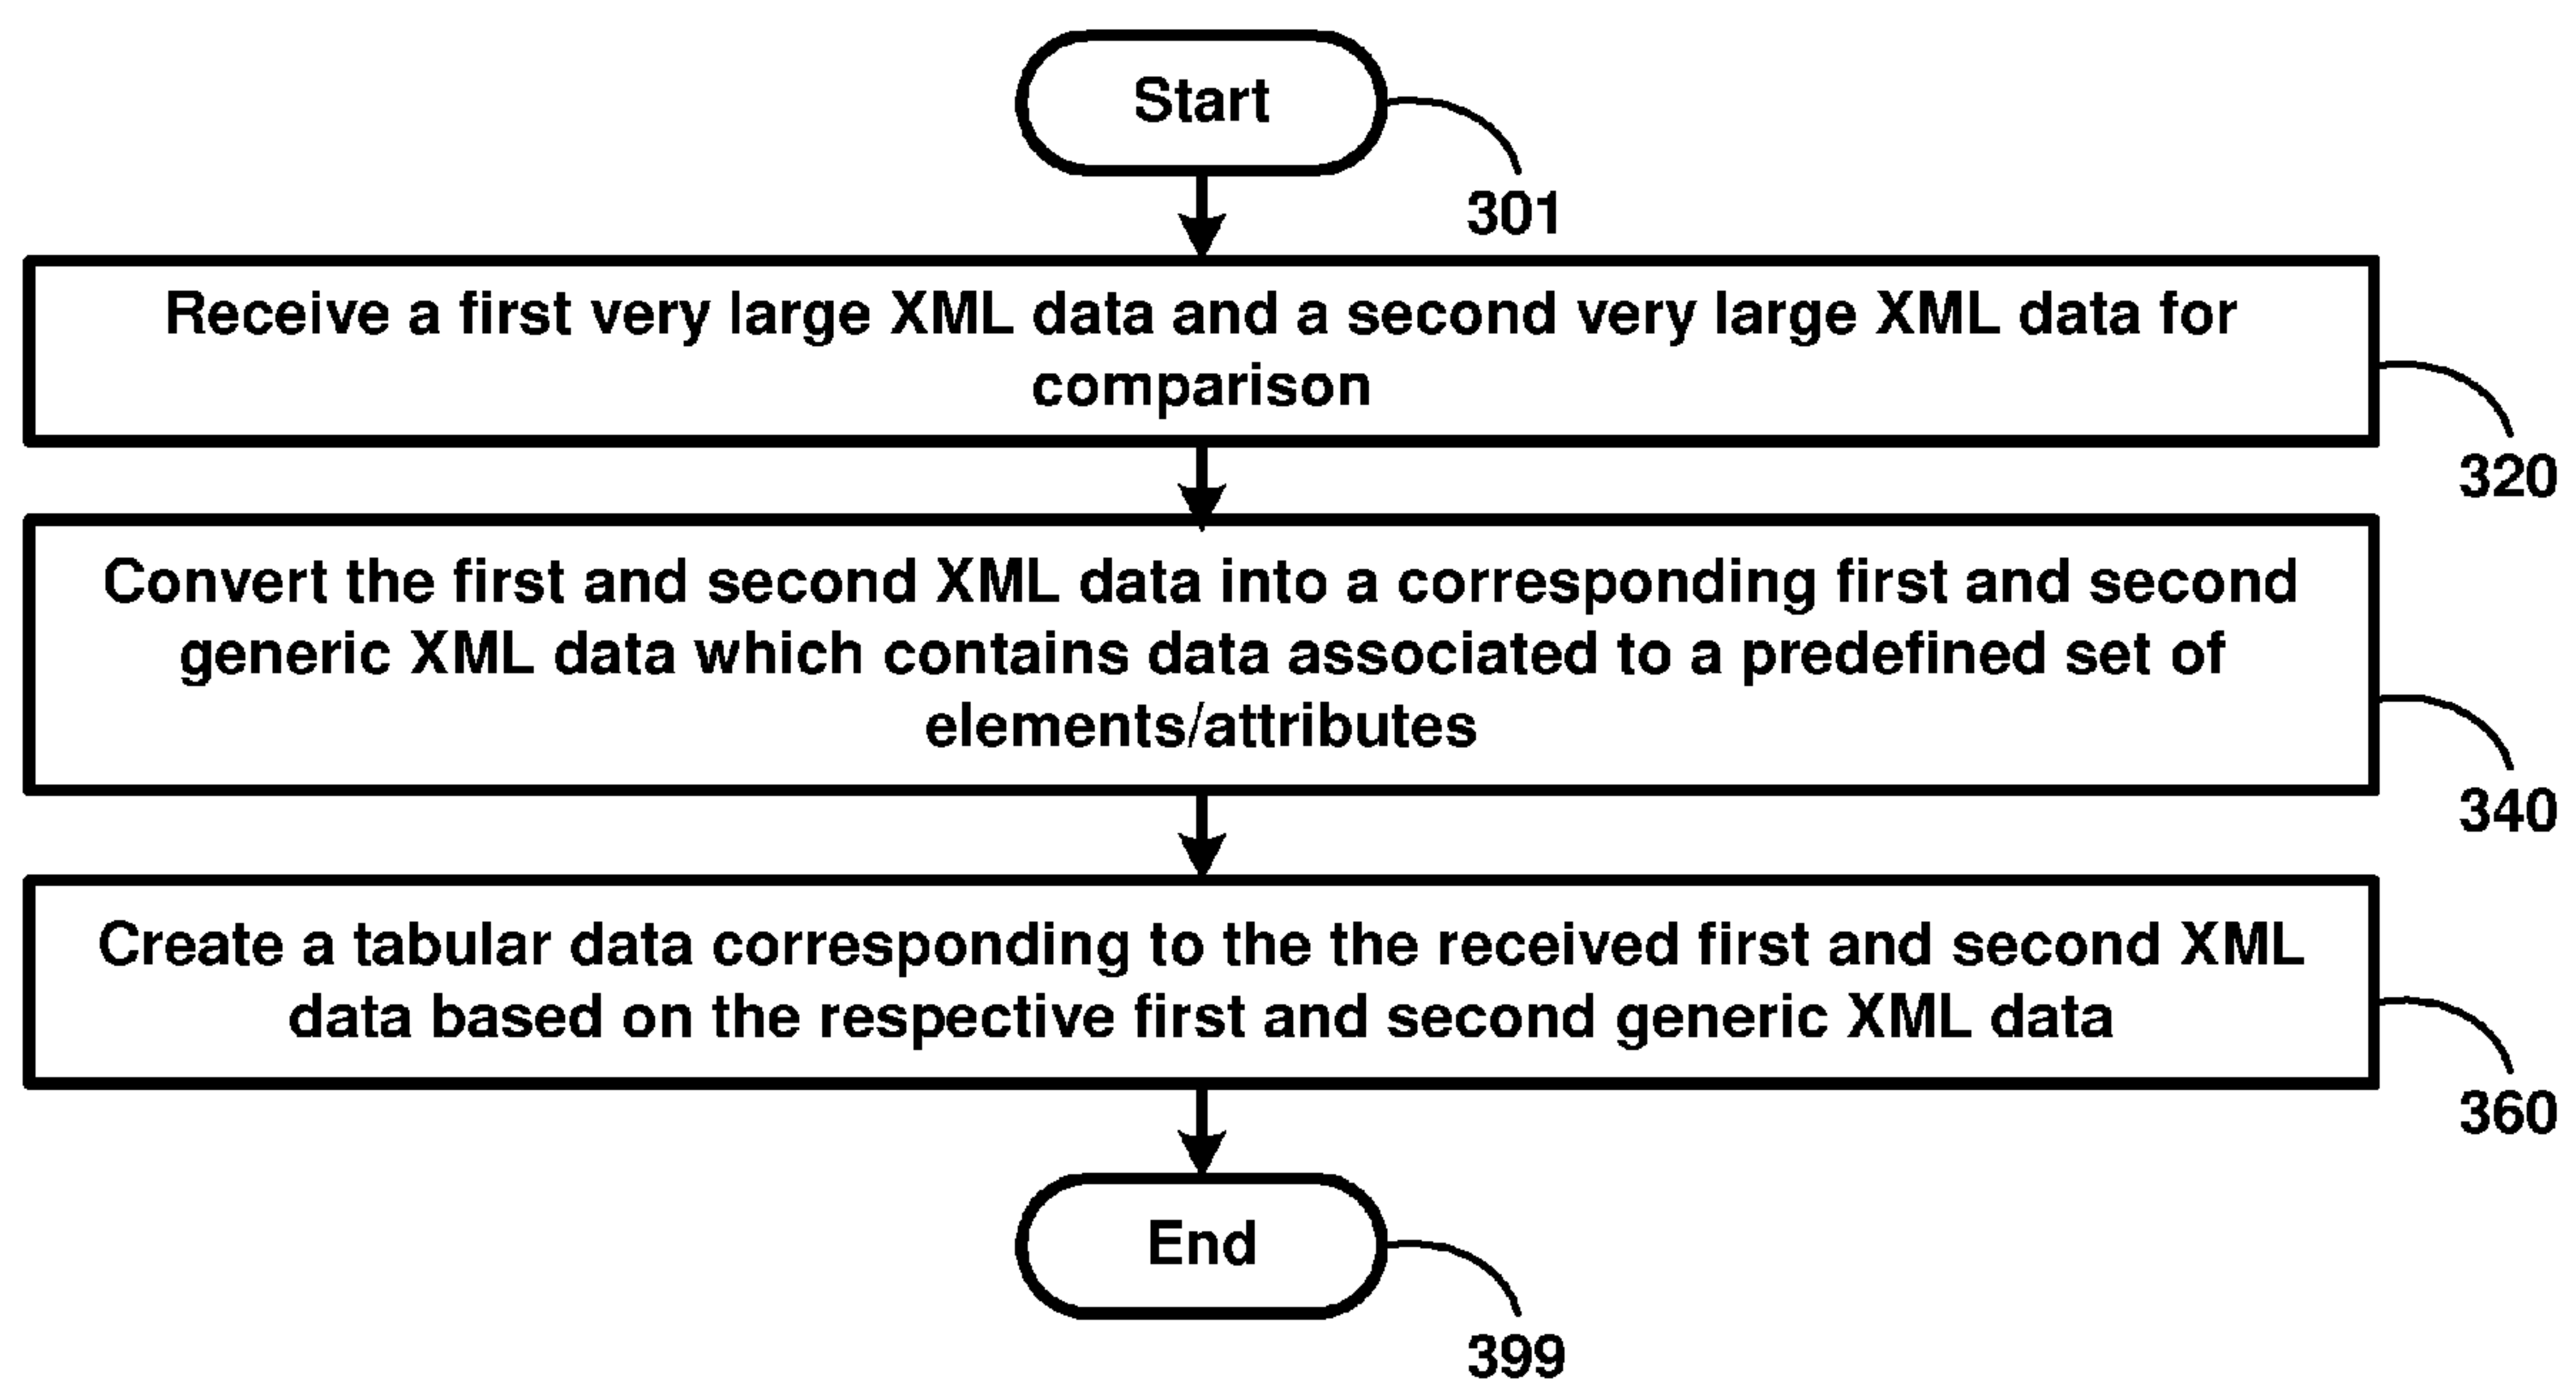 Start
301
Receive a first very large XML data and a second very large XML data for
comparison
320
Convert the first and second XML data into a corresponding first and second
generic XML data which contains data associated to a predefined set of
elements/attributes
340
Create a tabular data corresponding to the the received first and second XML
data based on the respective first and second generic XML data
360
End
399